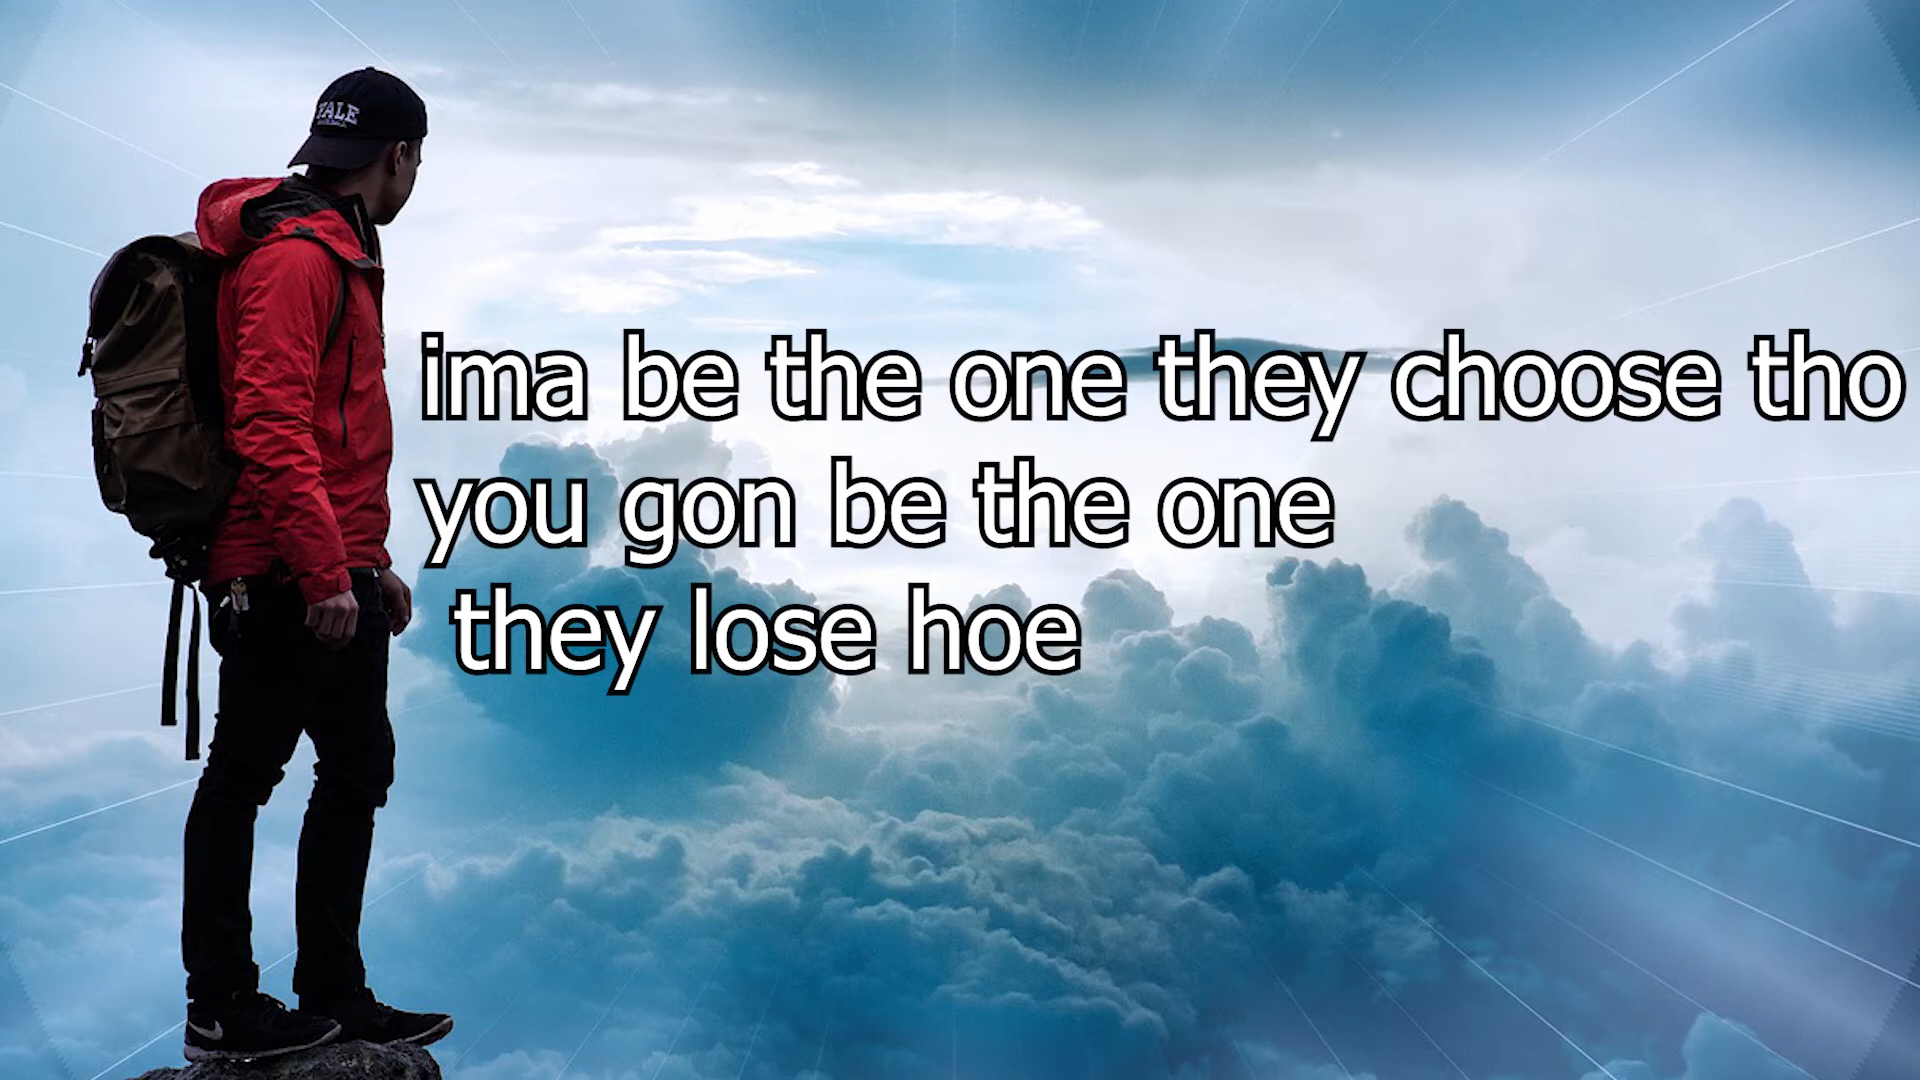 YALE
ima be the one they choose tho
you gon be the one
they lose hoe